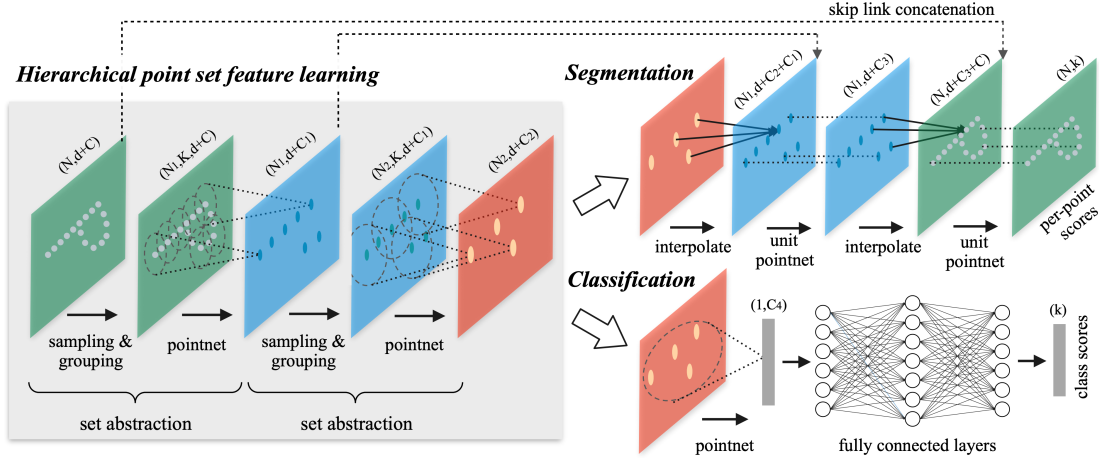 skip link concatenation
Hierarchical point set feature learning
(N,d+C)
(N1,K,d+C)
(N1,d+C1)
(N2,K,d+C1)
(N2,d+C2)
sampling &
grouping
pointnet
sampling &
grouping
pointnet
set abstraction
set abstraction
Segmentation
(N1,d+C2+C1)
(N1,d+C3)
(N,d+C3+C)
(N,k)
interpolate
unit
pointnet
interpolate
unit
pointnet
per-point
scores
Classification
(1,C4)
(k)
pointnet
fully connected layers
class scores